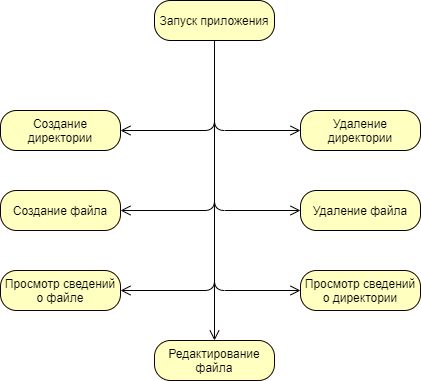 Запуск приложения
Создание
директории
Удаление
директории
Создание файла
Удаление файла
Просмотр сведений
о файле
Просмотр сведений
о директории
Редактирование
файла